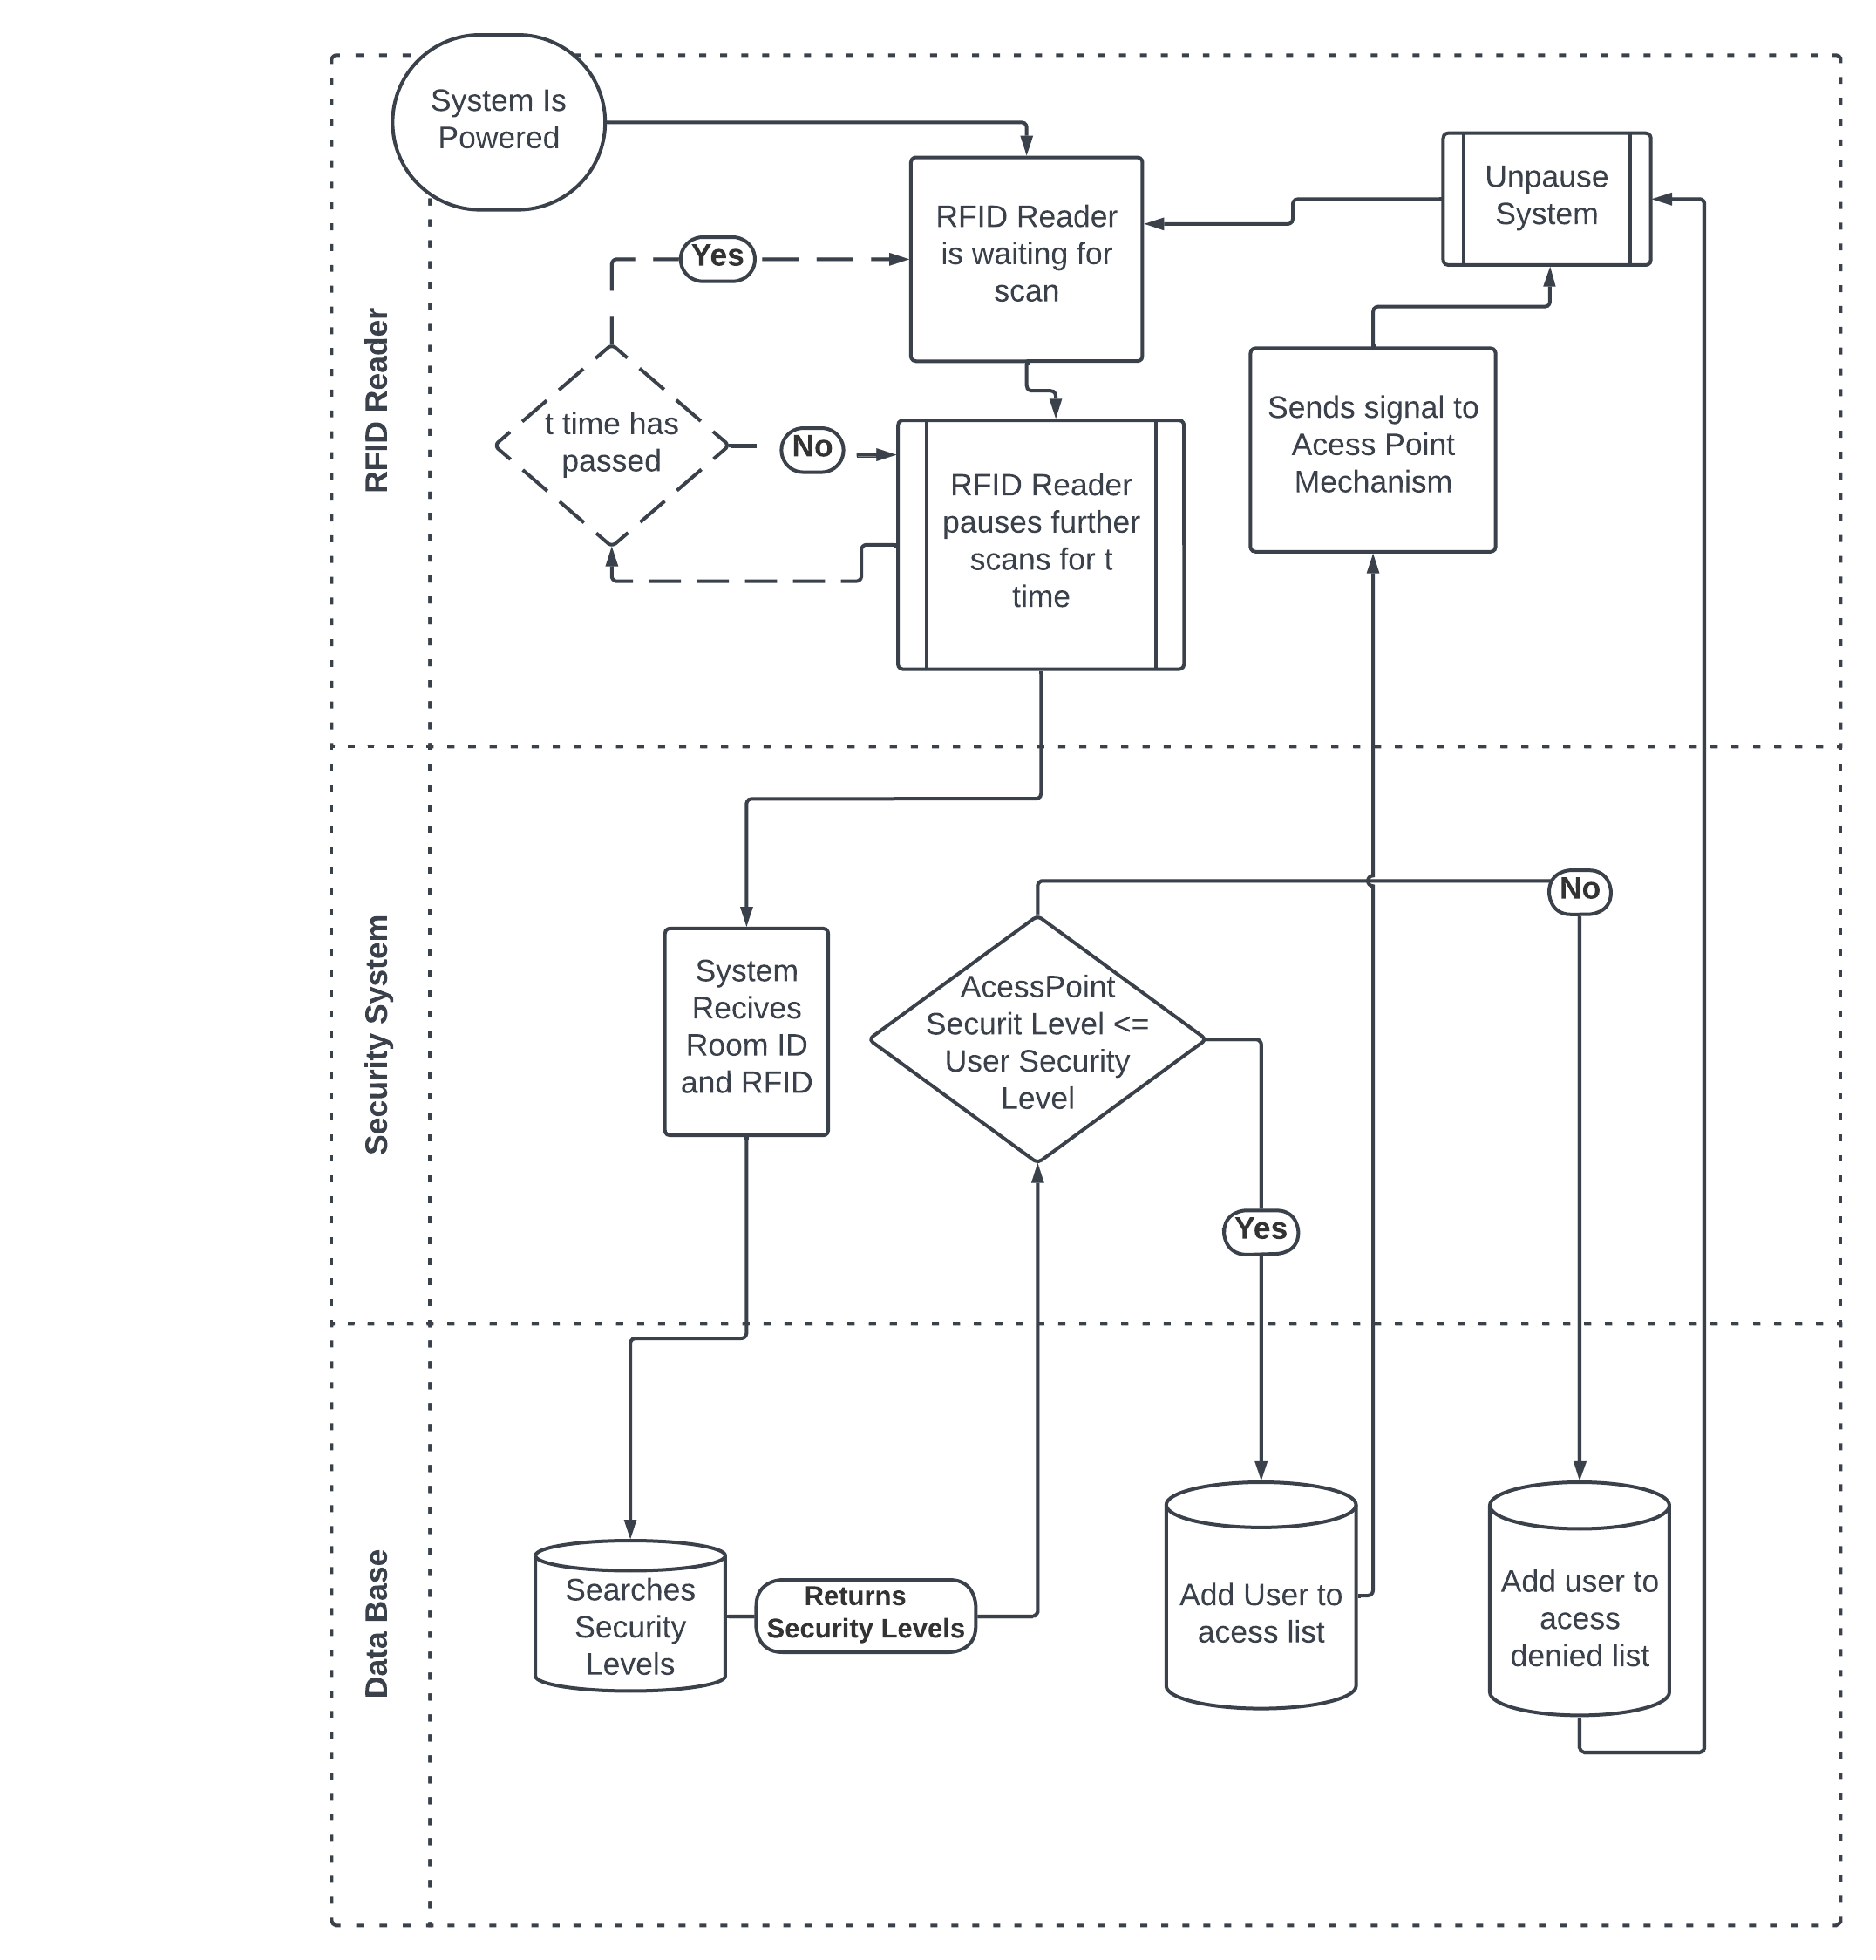 System Is
Powered
RFID Reader
is waiting for
scan
Unpause
System
Yes
t time has
passed
No
RFID Reader
pauses further
scans for t
time
Sends signal to
Acess Point
Mechanism
RFID Reader
No
System
Recives
Room ID
and RFID
AcessPoint
Securit Level <=
User Security
Level
Yes
Security System
Searches
Security
Levels
Returns
Security Levels
Add User to
acess list
Add user to
acess
denied list
Data Base